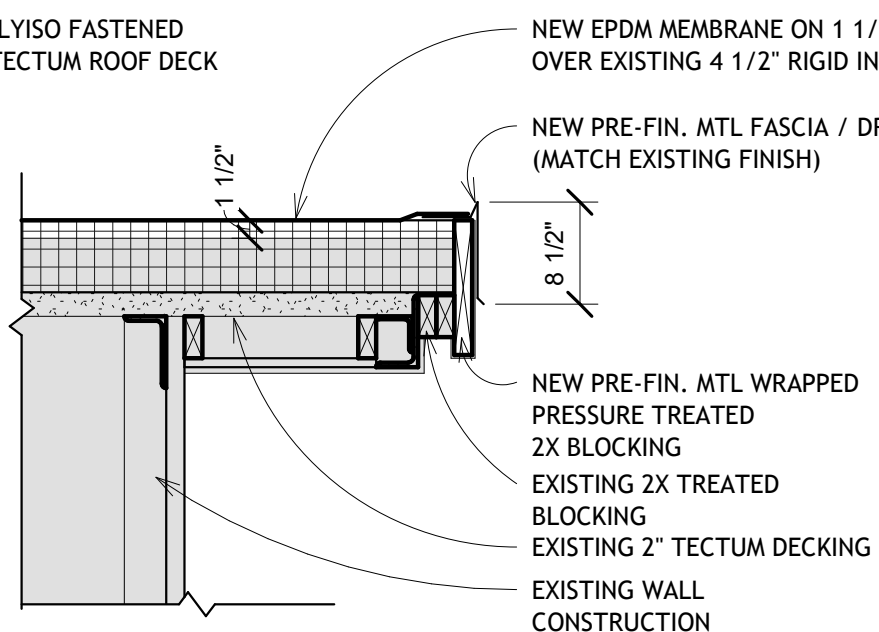 LYISO FASTENED
TECTUM ROOF DECK
NEW EPDM MEMBRANE ON 1 1/
OVER EXISTING 4 1/2" RIGID IN
NEW PRE-FIN. MTL FASCIA / DR
(MATCH EXISTING FINISH)
1 1/2"
8 1/2"
NEW PRE-FIN. MTL WRAPPED
PRESSURE TREATED
2X BLOCKING
EXISTING 2X TREATED
BLOCKING
EXISTING 2" TECTUM DECKING
EXISTING WALL
CONSTRUCTION